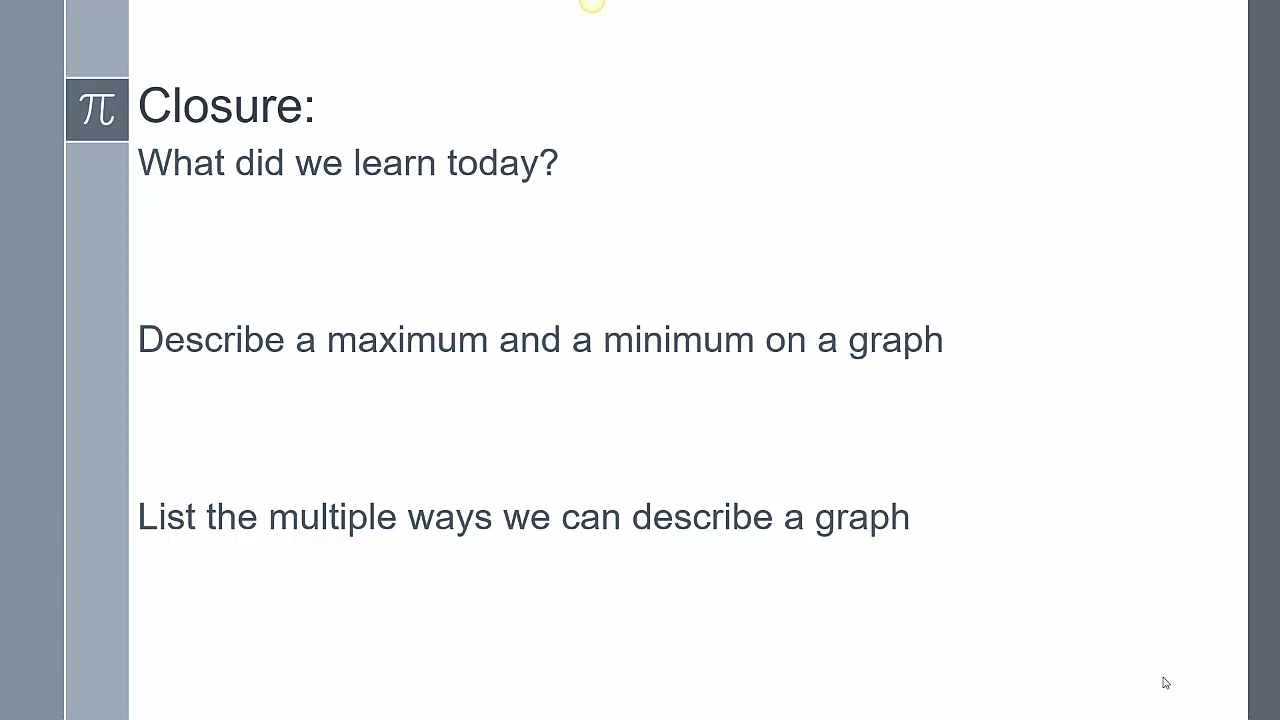 π
Closure:
What did we learn today?
Describe a maximum and a minimum on a graph
List the multiple ways we can describe a graph